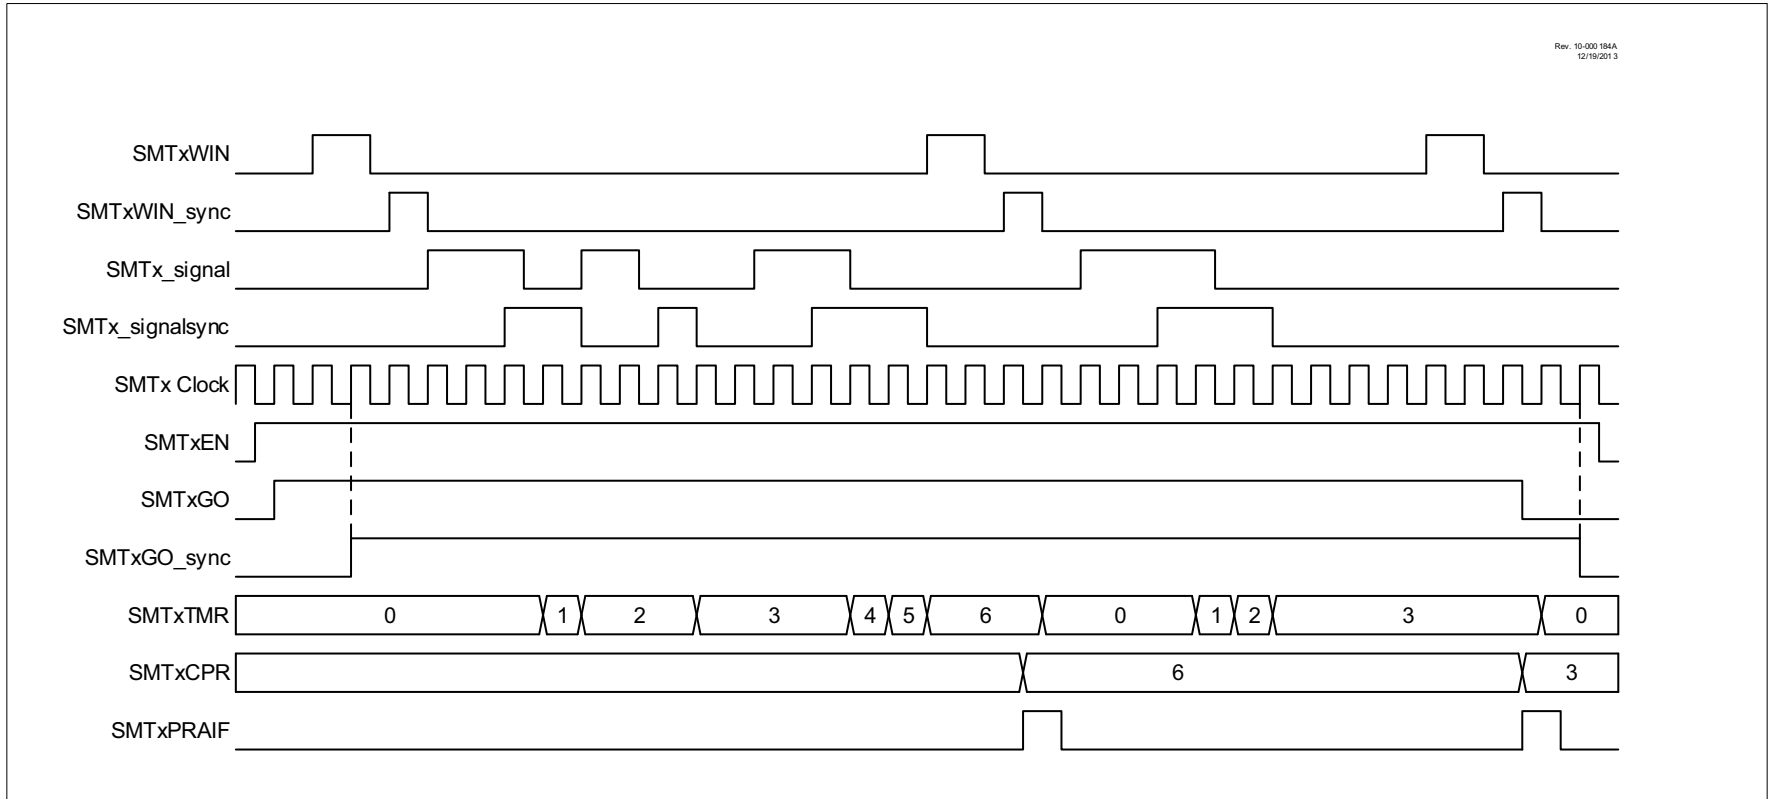 Rev. 10-000 184A
12/19/201 3
SMTxWIN
SMTxWIN_sync
SMTx_signal
SMTx_signalsync
SMTx Clock
SMTxEN
SMTxGO
SMTxGO_sync
SMTxTMR 0 1 2 3 4 5 6 0 1 2 3 0
SMTxCPR 6 3
SMTxPRAIF